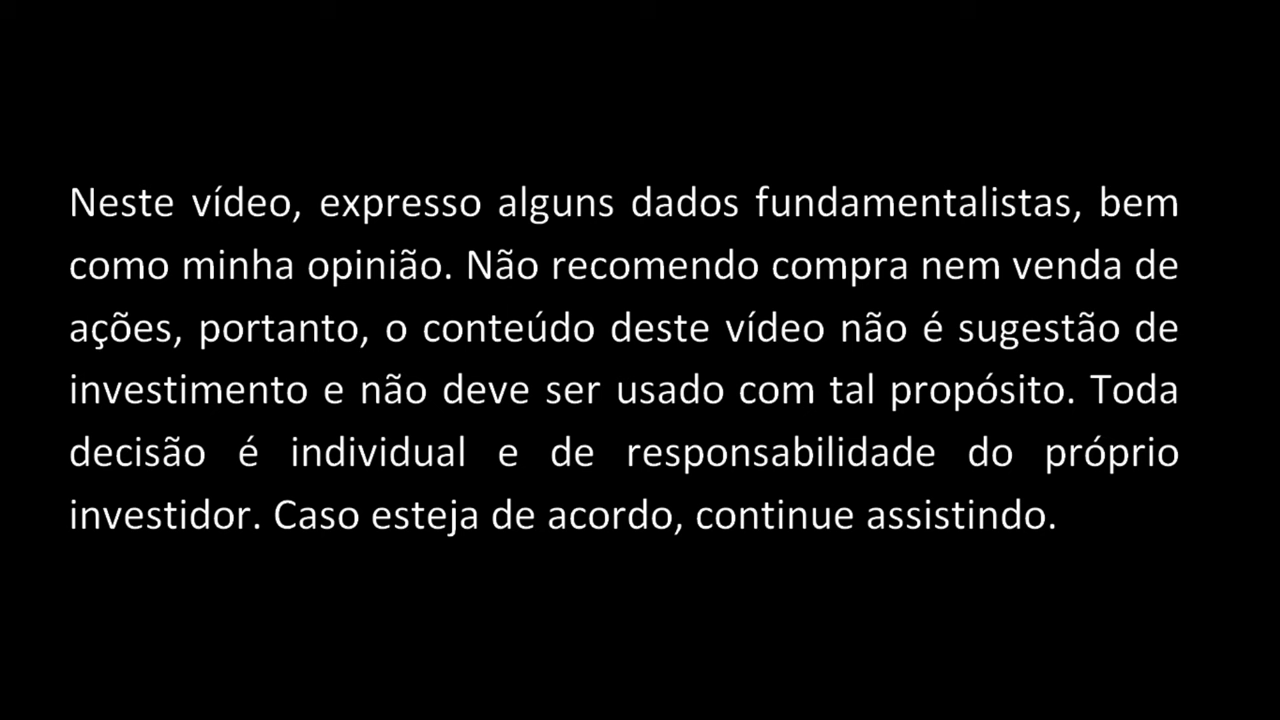 Neste vídeo, expresso alguns dados fundamentalistas, bem
como minha opinião. Não recomendo compra nem venda de
ações, portanto, o conteúdo deste vídeo não é sugestão de
investimento e não deve ser usado com tal propósito. Toda
decisão é individual e de responsabilidade do próprio
investidor. Caso esteja de acordo, continue assistindo.